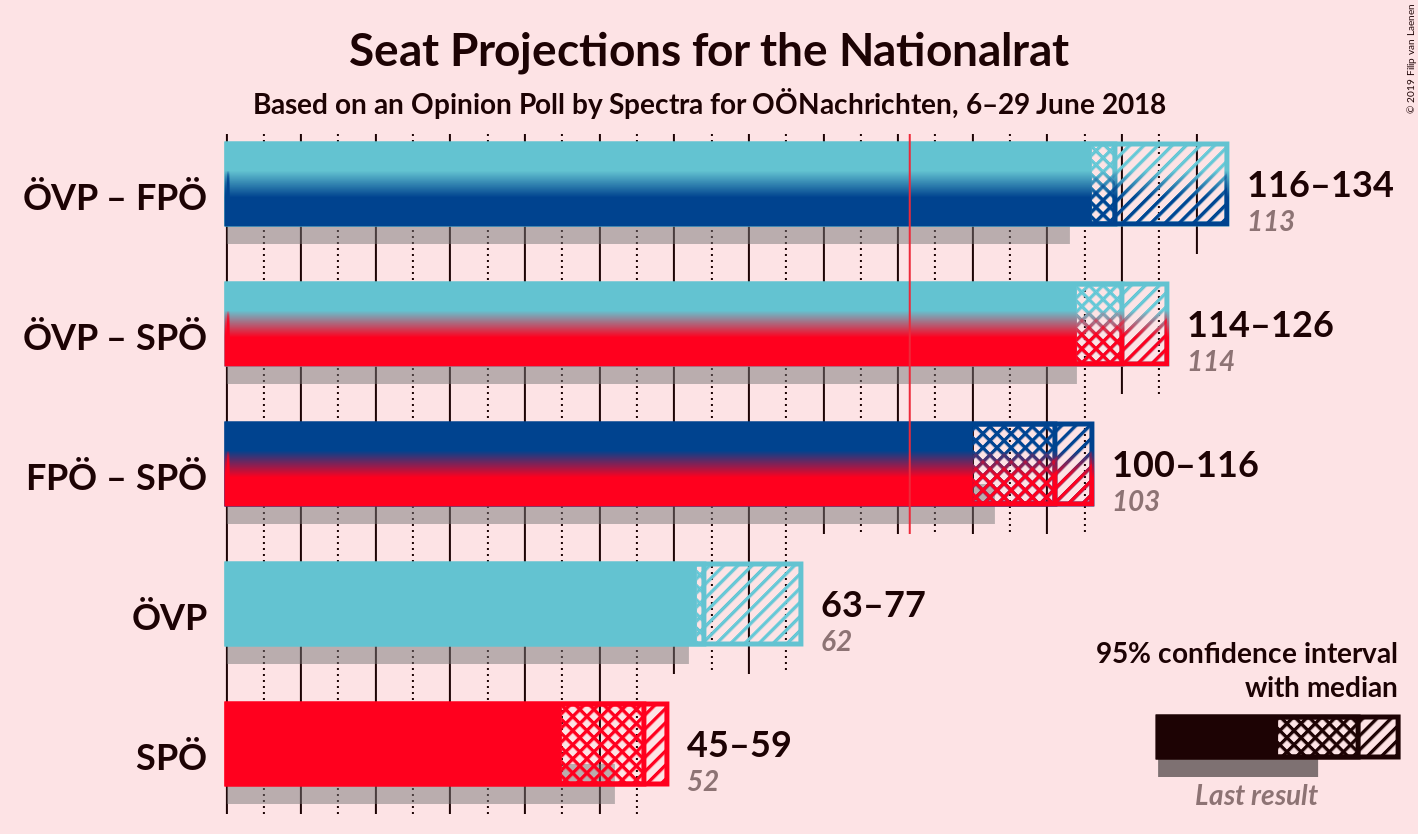 Seat Projections for the Nationalrat
Based on an Opinion Poll by Spectra for OÖNachrichten, 6–29 June 2018
© 2019 Filip van Laenen
ÖVP – FPÖ
116–134
113
ÖVP – SPÖ
114–126
114
FPÖ – SPÖ
100–116
103
ÖVP
63–77
62
SPÖ
45–59
52
95% confidence interval
with median
Last result